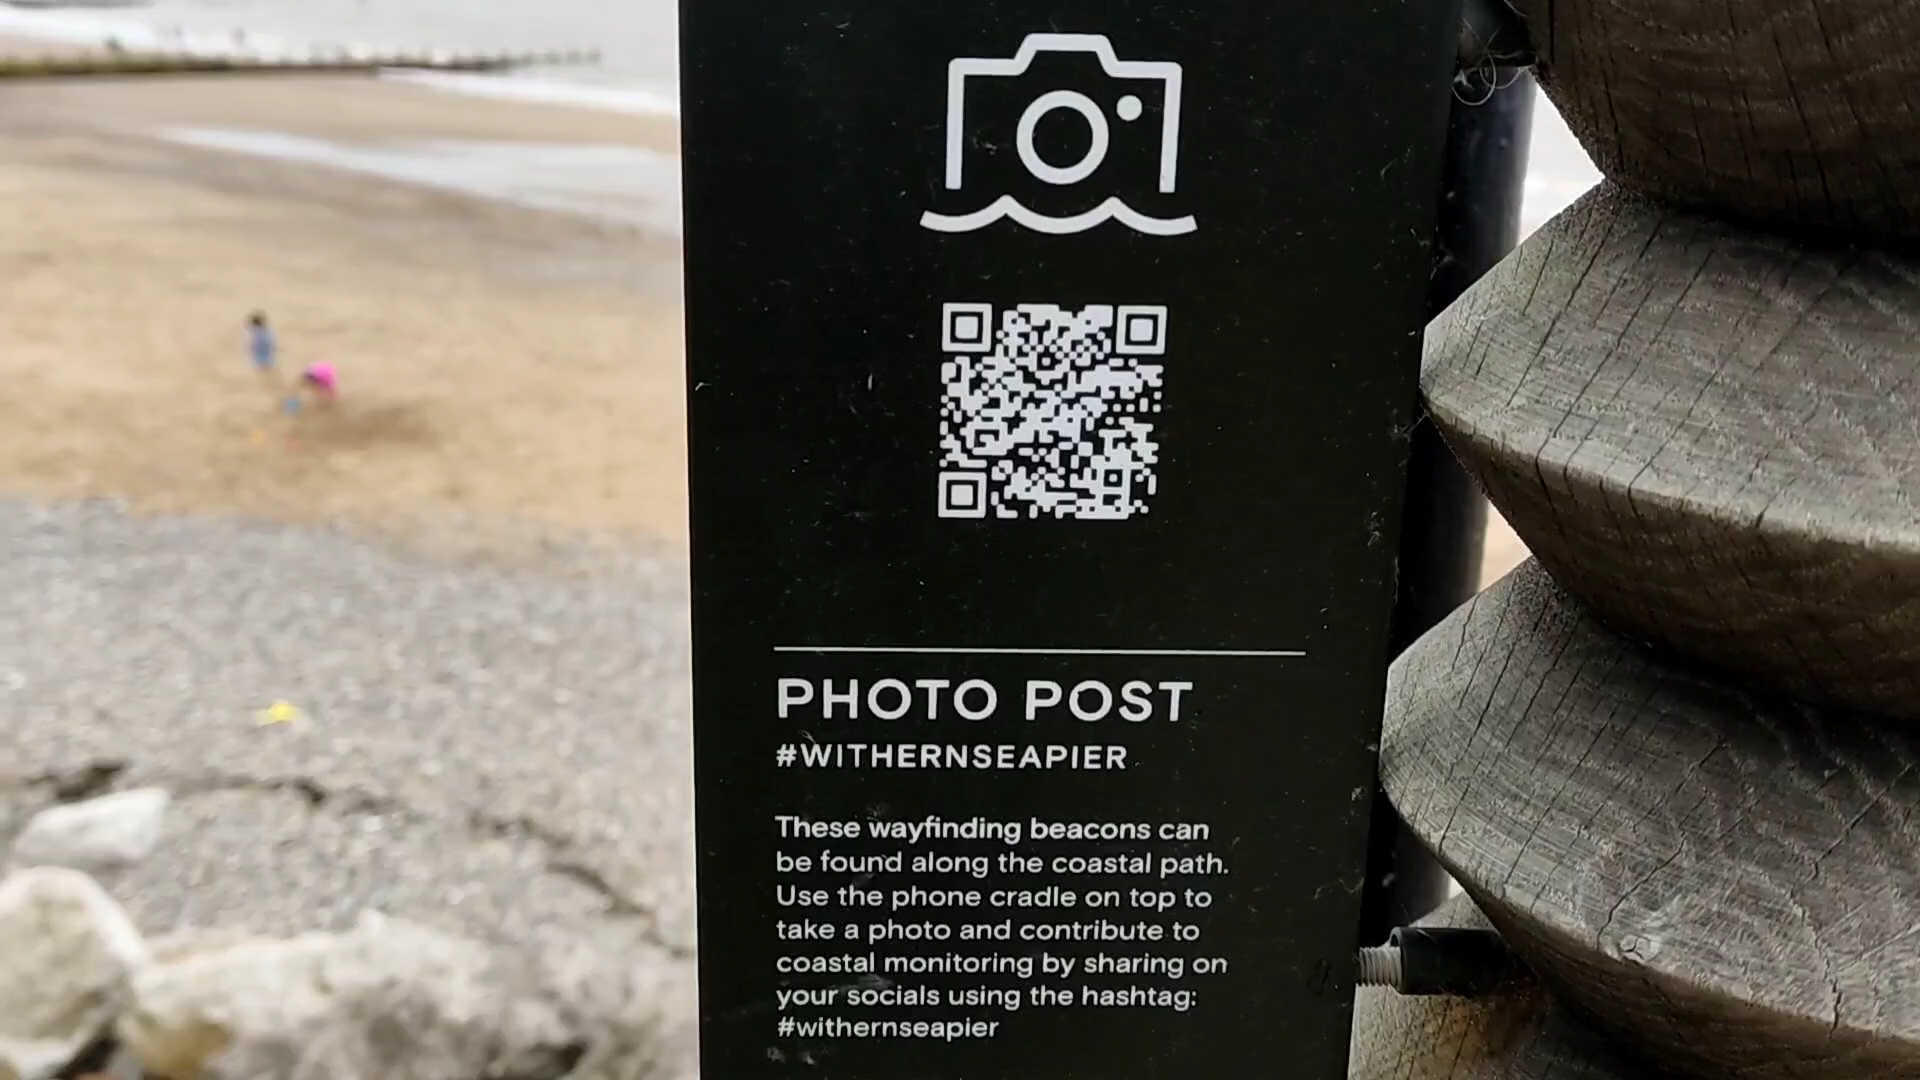 PHOTO POST
#WITHERNSEAPIER
These wayfinding beacons can
be found along the coastal path.
Use the phone cradle on top to
take a photo and contribute to
coastal monitoring by sharing on
your socials using the hashtag:
#withernseapier